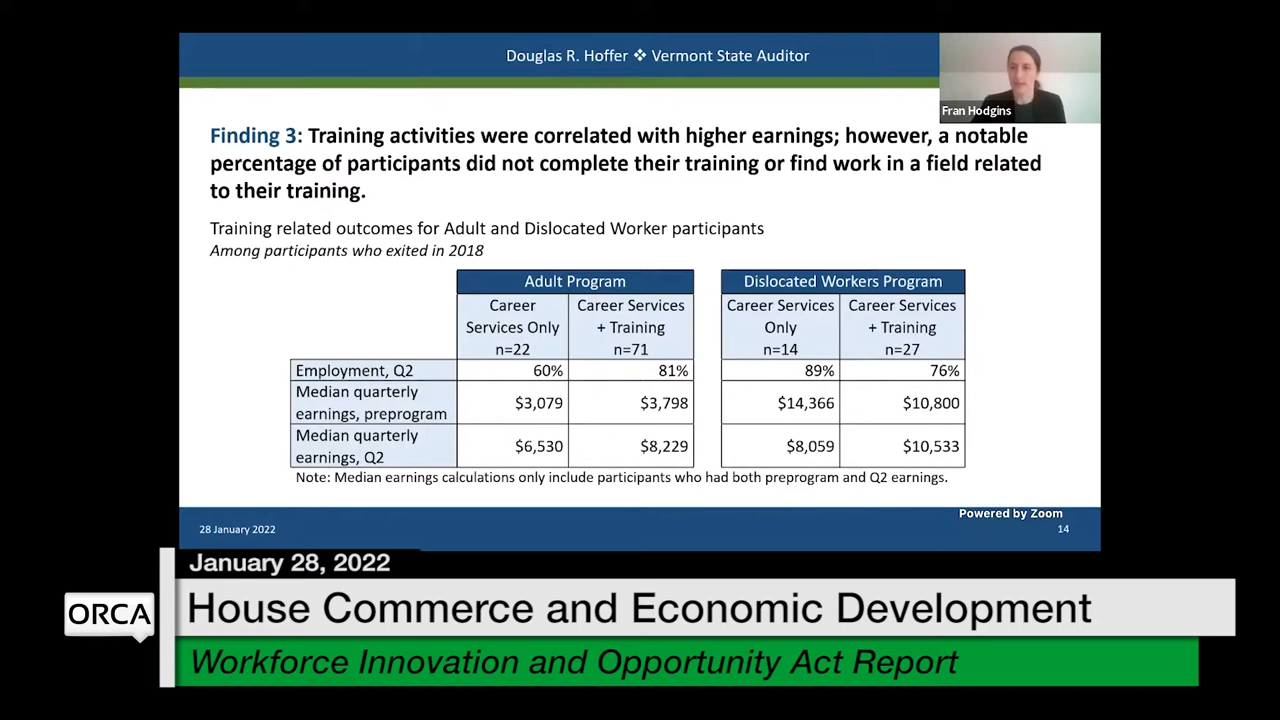 Douglas R. Hoffer ❖ Vermont State Auditor
Fran Hodgins
Finding 3: Training activities were correlated with higher earnings; however, a notable
percentage of participants did not complete their training or find work in a field related
to their training.
Training related outcomes for Adult and Dislocated Worker participants
Among participants who exited in 2018
Adult Program Dislocated Workers Program
Career Career Services Career Services Career Services
Services Only + Training Only + Training
n=22 n=71 n=14 n=27
Employment, Q2 60% 81% 89% 76%
Median quarterly
earnings, preprogram $3,079 $3,798 $14,366 $10,800
Median quarterly
earnings, Q2 $6,530 $8,229 $8,059 $10,533
Note: Median earnings calculations only include participants who had both preprogram and Q2 earnings.
Powered by Zoom
28 January 2022 14
January 28, 2022
ORCA House Commerce and Economic Development
Workforce Innovation and Opportunity Act Report